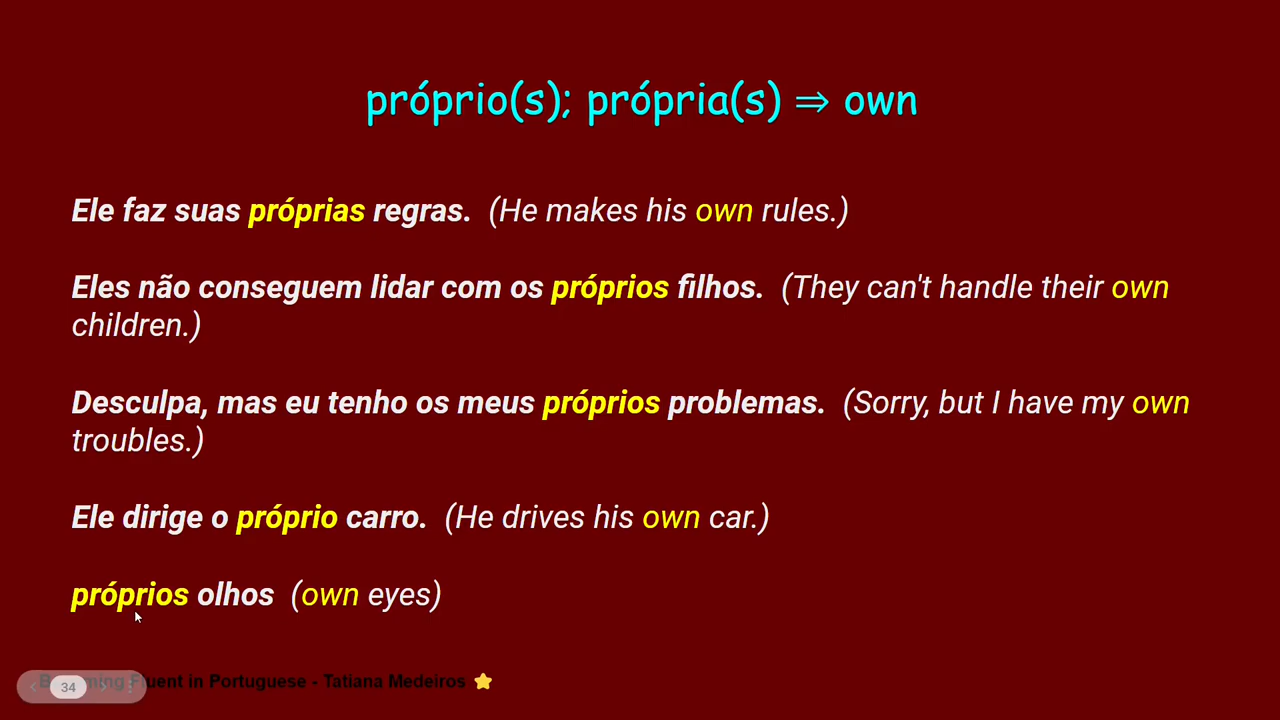 próprio(s); própria(s) ⇒ own
Ele faz suas próprias regras. (He makes his own rules.)
Eles não conseguem lidar com os próprios filhos. (They can't handle their own
children.)
Desculpa, mas eu tenho os meus próprios problemas. (Sorry, but I have my own
troubles.)
Ele dirige o próprio carro. (He drives his own car.)
próprios olhos (own eyes)
34
Fluent in Portuguese - Tatiana Medeiros ⭐